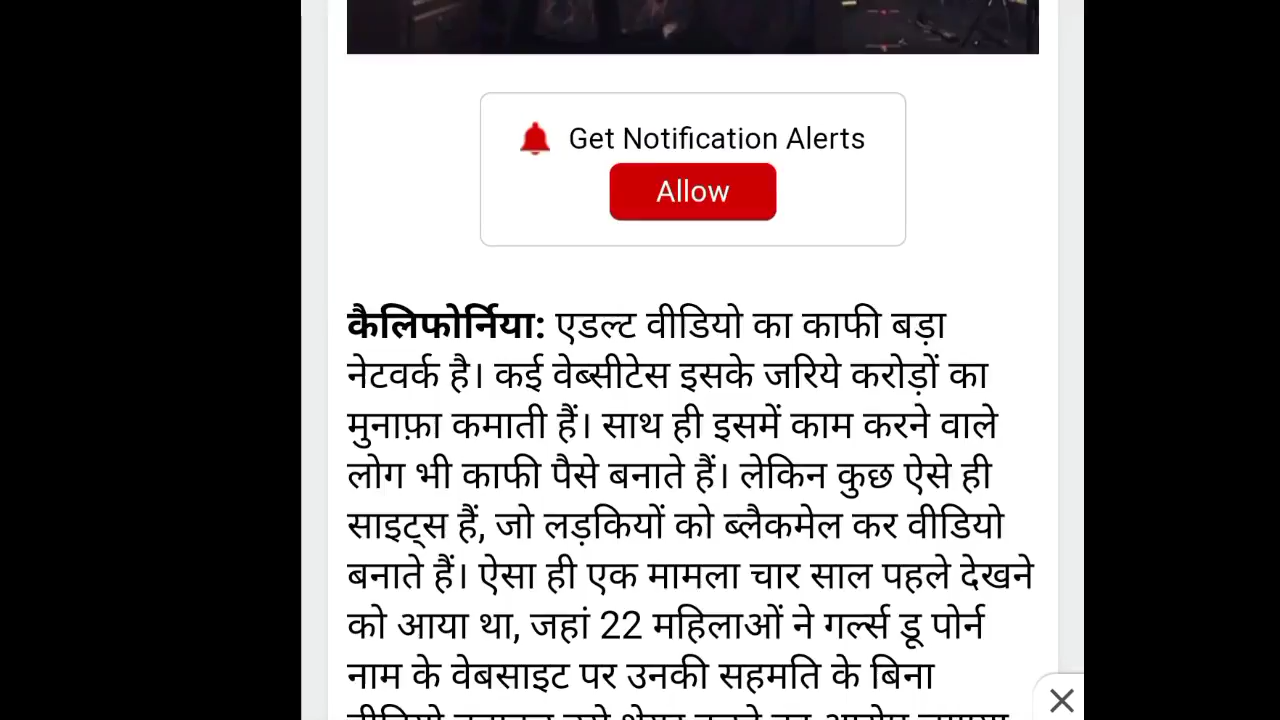 Get Notification Alerts
Allow
कैलिफोर्निया: एडल्ट वीडियो का काफी बड़ा
नेटवर्क है। कई वेब्सीटेस इसके जरिये करोड़ों का
मुनाफ़ा कमाती हैं। साथ ही इसमें काम करने वाले
लोग भी काफी पैसे बनाते हैं। लेकिन कुछ ऐसे ही
साइट्स हैं, जो लड़कियों को ब्लैकमेल कर वीडियो
बनाते हैं। ऐसा ही एक मामला चार साल पहले देखने
को आया था, जहां 22 महिलाओं ने गर्ल्स डू पोर्न
नाम के वेबसाइट पर उनकी सहमति के बिना